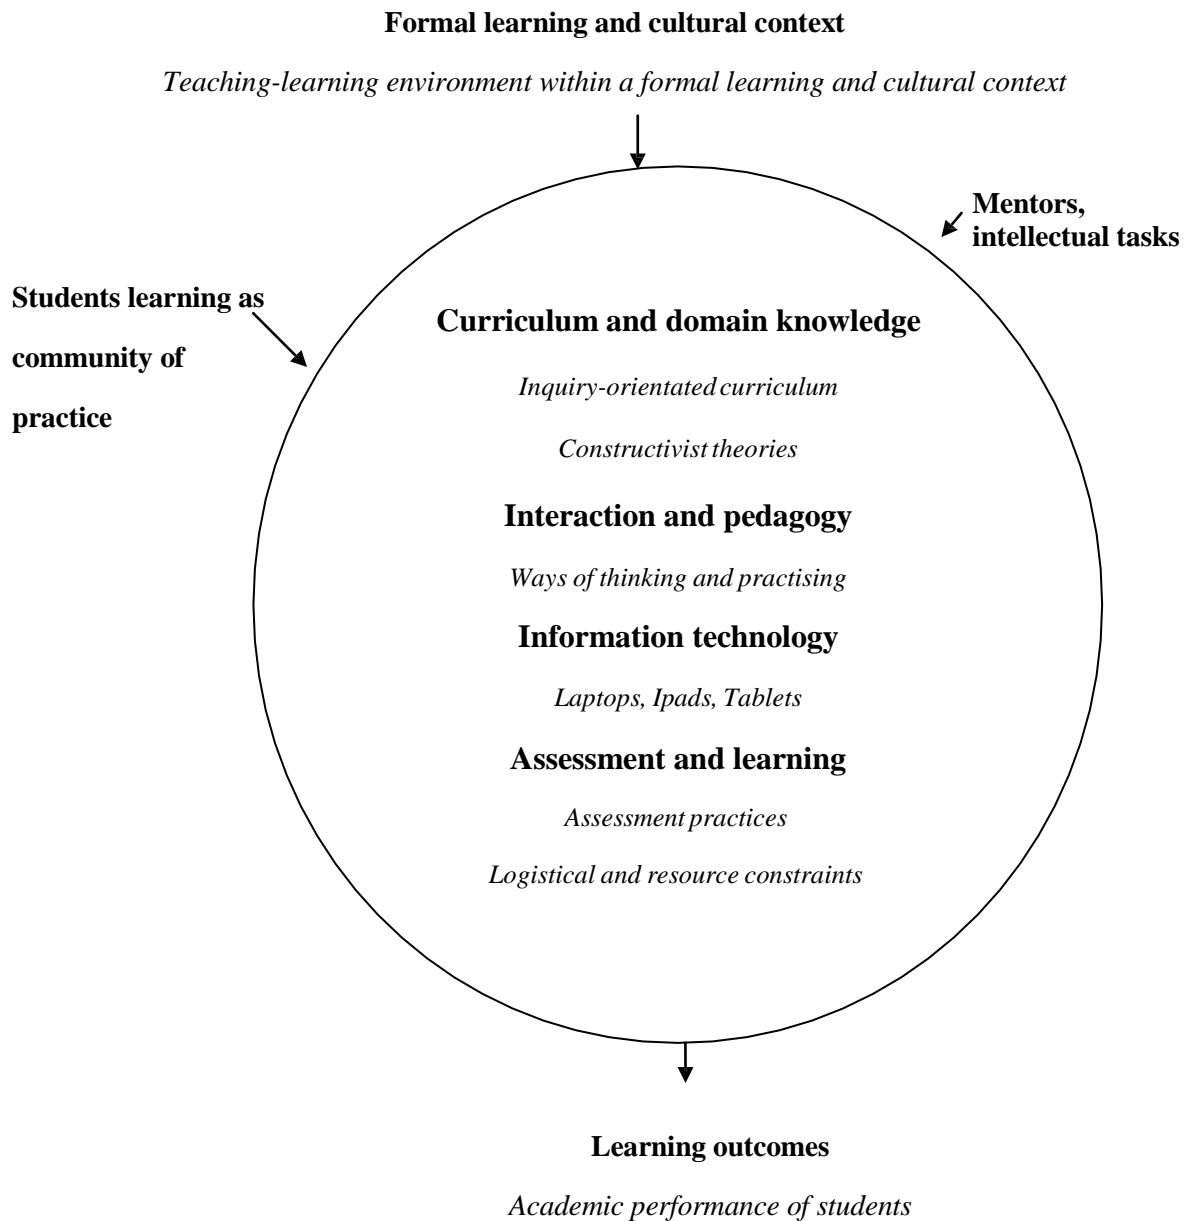 Formal learning and cultural context
Teaching-learning environment within a formal learning and cultural context
Mentors,
intellectual tasks
Students learning as
community of
practice
Curriculum and domain knowledge
Inquiry-orientated curriculum
Constructivist theories
Interaction and pedagogy
Ways of thinking and practising
Information technology
Laptops, Ipads, Tablets
Assessment and learning
Assessment practices
Logistical and resource constraints
Learning outcomes
Academic performance of students